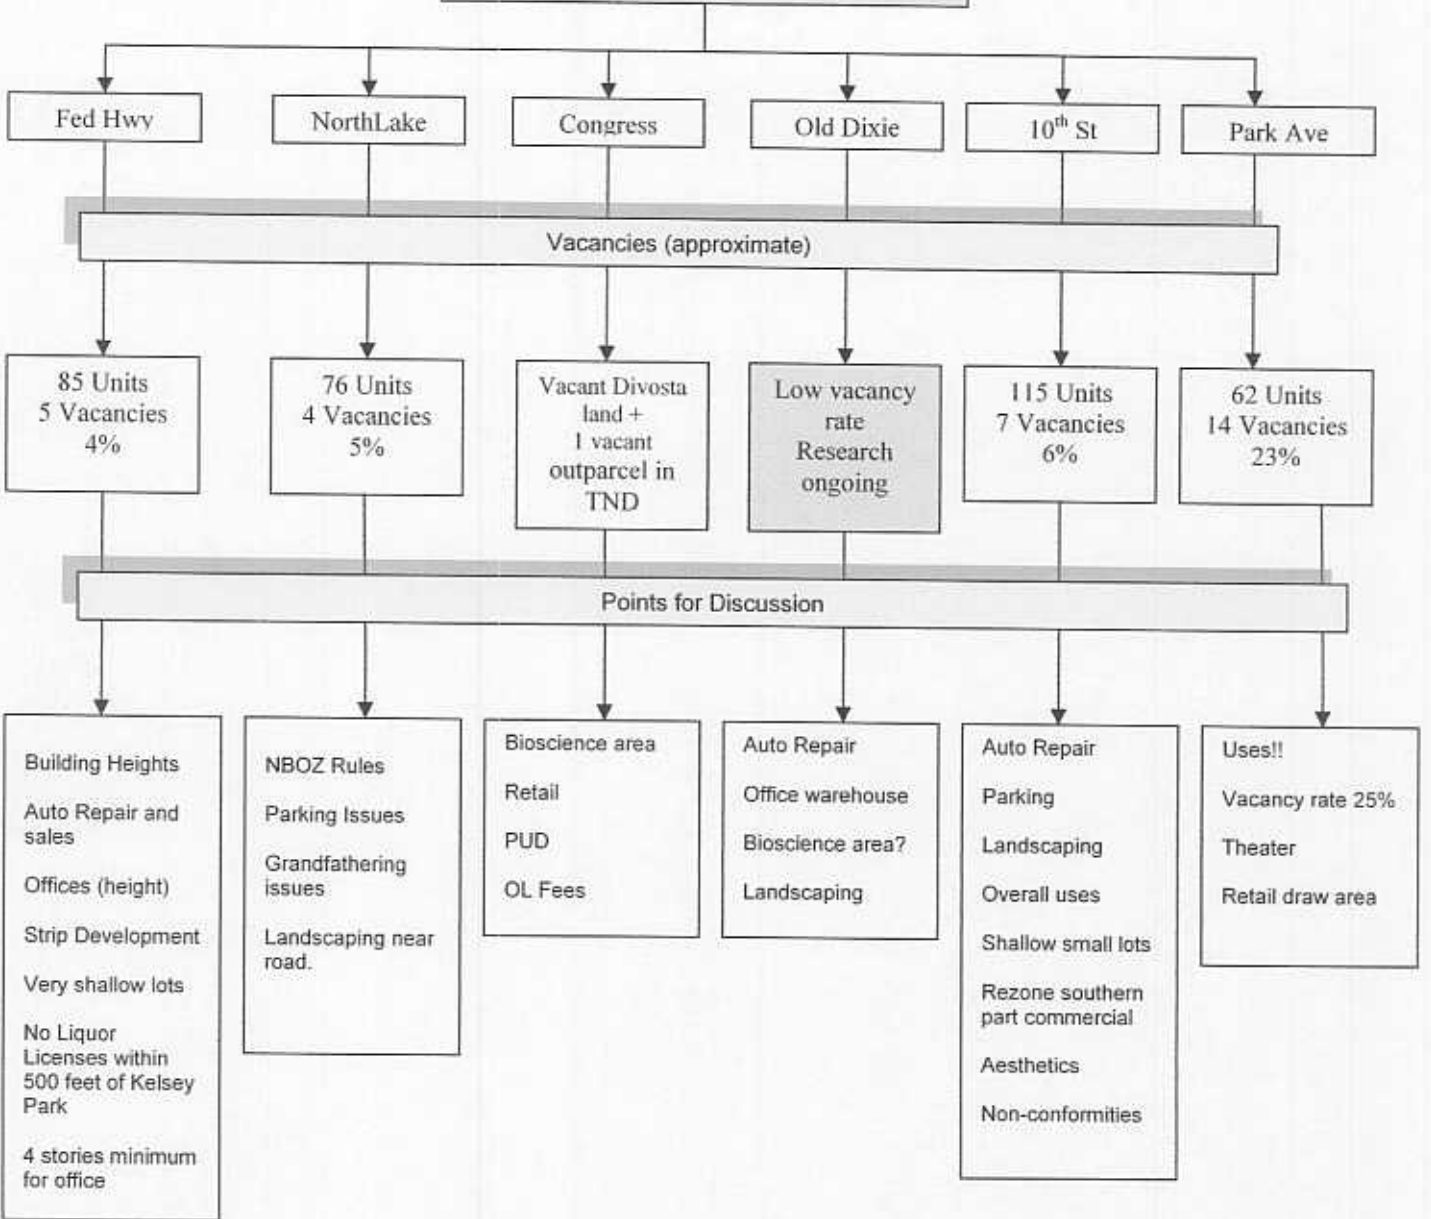 Fed Hwy
NorthLake
Congress
Old Dixie
10th St
Park Ave
Vacancies (approximate)
85 Units
5 Vacancies
4%
76 Units
4 Vacancies
5%
Vacant Divosta
land +
1 vacant
outparcel in
TND
Low vacancy
rate
Research
ongoing
115 Units
7 Vacancies
6%
62 Units
14 Vacancies
23%
Points for Discussion
Building Heights
Auto Repair and
sales
Offices (height)
Strip Development
Very shallow lots
No Liquor
Licenses within
500 feet of Kelsey
Park
4 stories minimum
for office
NBOZ Rules
Parking Issues
Grandfathering
issues
Landscaping near
road.
Bioscience area
Retail
PUD
OL Fees
Auto Repair
Office warehouse
Bioscience area?
Landscaping
Auto Repair
Parking
Landscaping
Overall uses
Shallow small lots
Rezone southern
part commercial
Aesthetics
Non-conformities
Uses!!
Vacancy rate 25%
Theater
Retail draw area